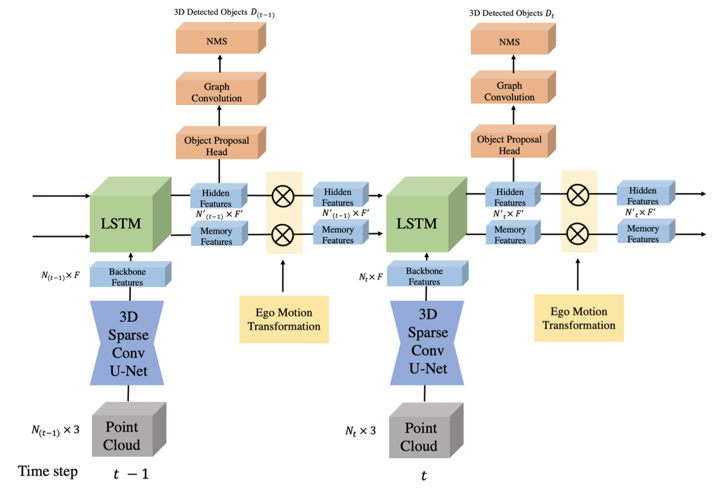 3D Detected Objects D(t−1)
NMS
Graph
Convolution
Object Proposal
Head
Hidden
Features
N'(t−1) × F'
Memory
Features
Hidden
Features
N'(t−1) × F'
Memory
Features
LSTM
N(t−1) × F
Backbone
Features
Ego Motion
Transformation
3D
Sparse
Conv
U-Net
N(t−1) × 3
Point
Cloud
Time step
t − 1
3D Detected Objects Dt
NMS
Graph
Convolution
Object Proposal
Head
Hidden
Features
N't × F'
Memory
Features
Hidden
Features
N't × F'
Memory
Features
LSTM
Nt × F
Backbone
Features
Ego Motion
Transformation
3D
Sparse
Conv
U-Net
Nt × 3
Point
Cloud
t